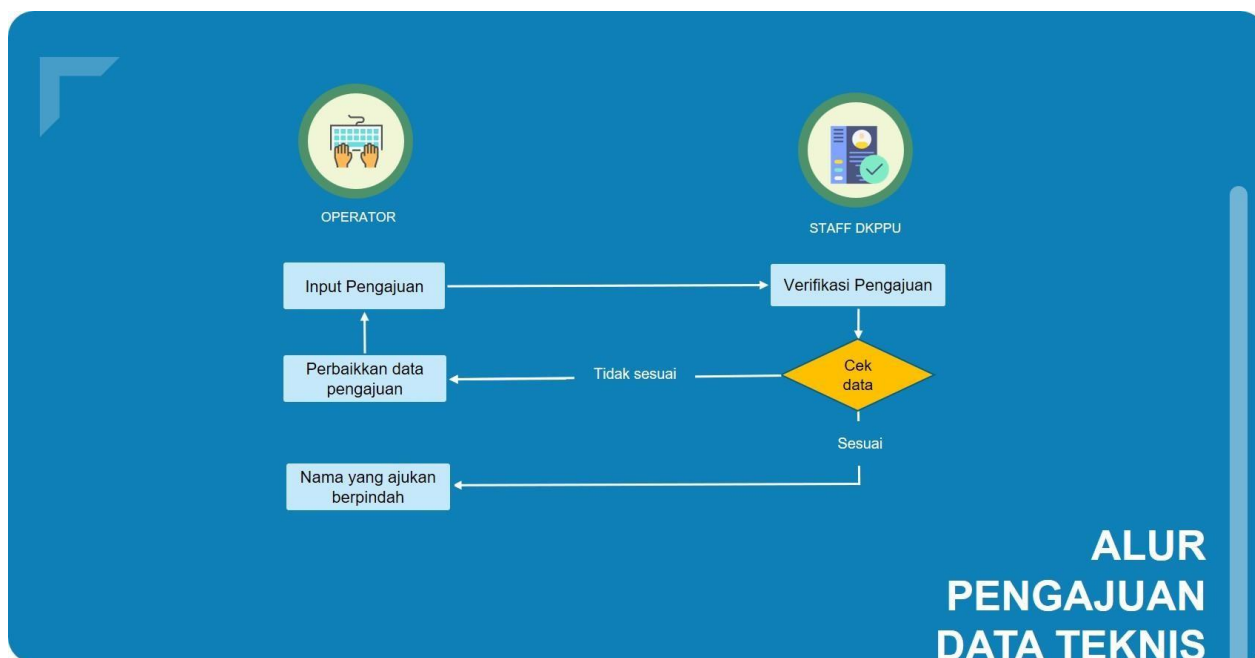 OPERATOR
STAFF DKPPU
Input Pengajuan
Verifikasi Pengajuan
Perbaikkan data
pengajuan
Tidak sesuai
Cek
data
Sesuai
Nama yang ajukan
berpindah
ALUR
PENGAJUAN
DATA TEKNIS